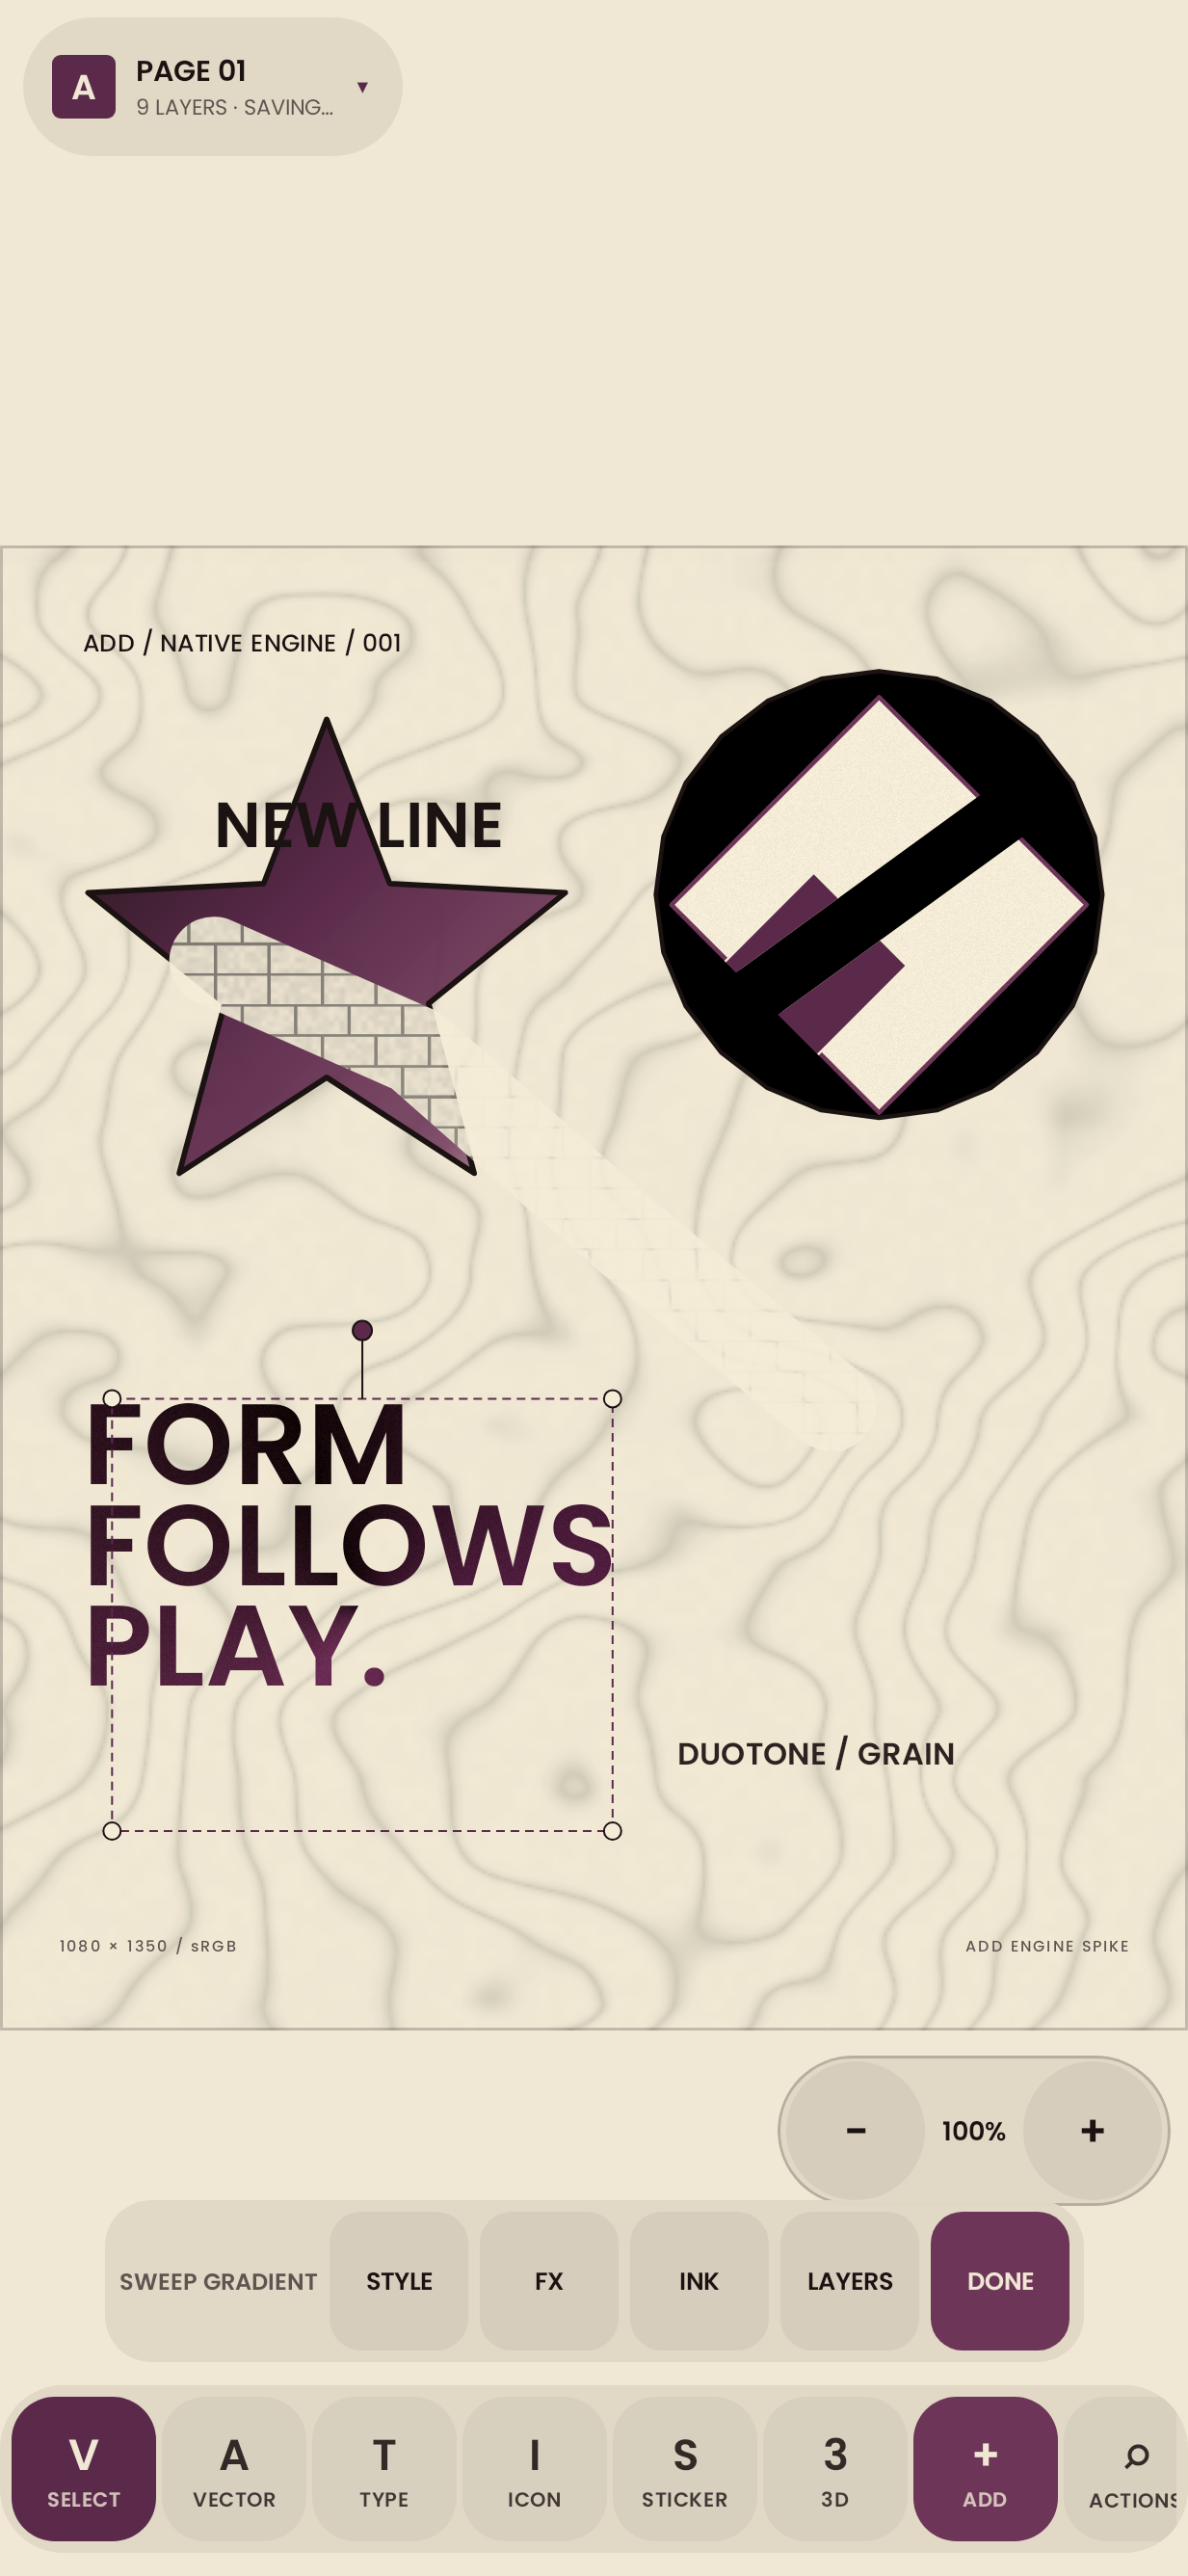 A
PAGE 01
9 LAYERS · SAVING...
▼
ADD / NATIVE ENGINE / 001
NEW LINE
FORM
FOLLOWS
PLAY.
DUOTONE / GRAIN
1080 × 1350 / sRGB
ADD ENGINE SPIKE
− 100% +
SWEEP GRADIENT STYLE FX INK LAYERS DONE
V A T I S 3 +
SELECT VECTOR TYPE ICON STICKER 3D ADD ACTIONS